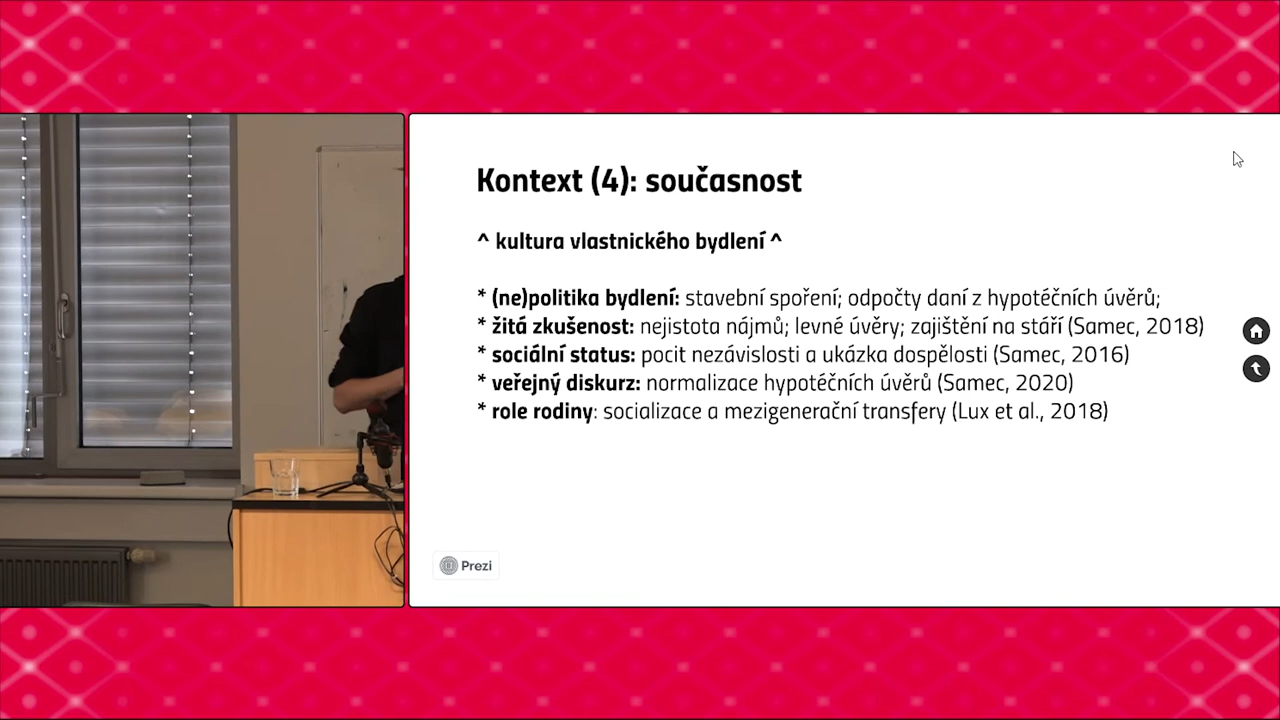 Kontext (4): současnost
^ kultura vlastnického bydlení ^
* (ne)politika bydlení: stavební spoření; odpočty daní z hypotéčních úvěrů;
* žitá zkušenost: nejistota nájmů; levné úvěry; zajištění na stáří (Samec, 2018)
* sociální status: pocit nezávislosti a ukázka dospělosti (Samec, 2016)
* veřejný diskurz: normalizace hypotéčních úvěrů (Samec, 2020)
* role rodiny: socializace a mezigenerační transfery (Lux et al., 2018)
Prezi